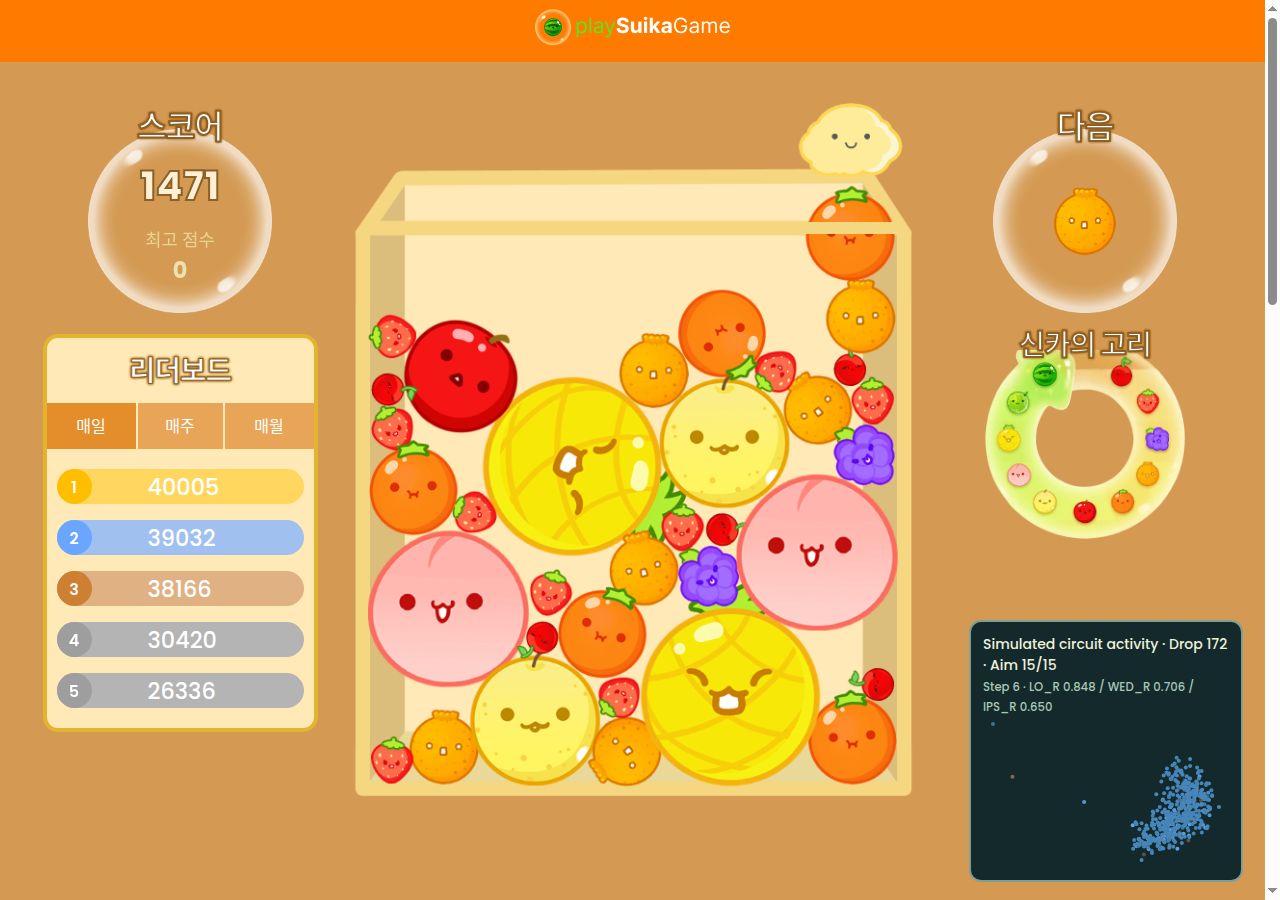 playSuikaGame
스코어
1471
최고 점수
0
리더보드
매일 매주 매월
1 40005
2 39032
3 38166
4 30420
5 26336
다음
신카의 고리
Simulated circuit activity · Drop 172
· Aim 15/15
Step 6 · LO_R 0.848 / WED_R 0.706 /
IPS_R 0.650